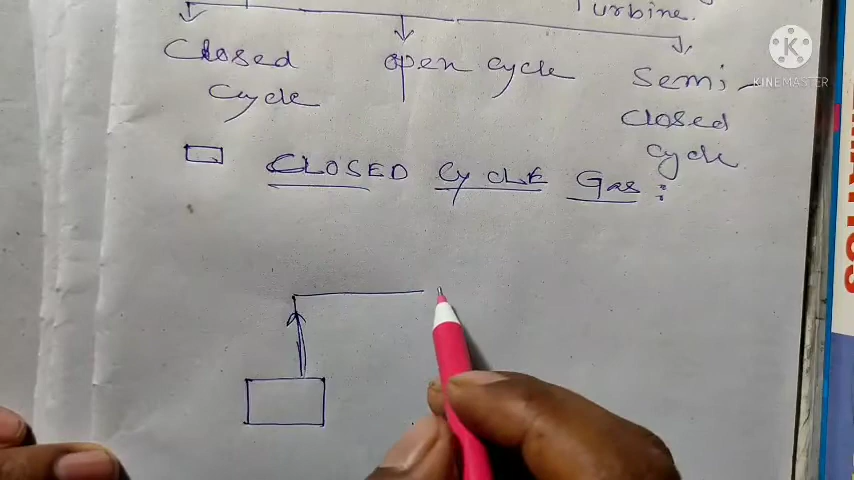 Turbine.
Closed Cycle
open cycle
Semi-closed cycle
CLOSED CyCLE Gas:
KINEMASTER